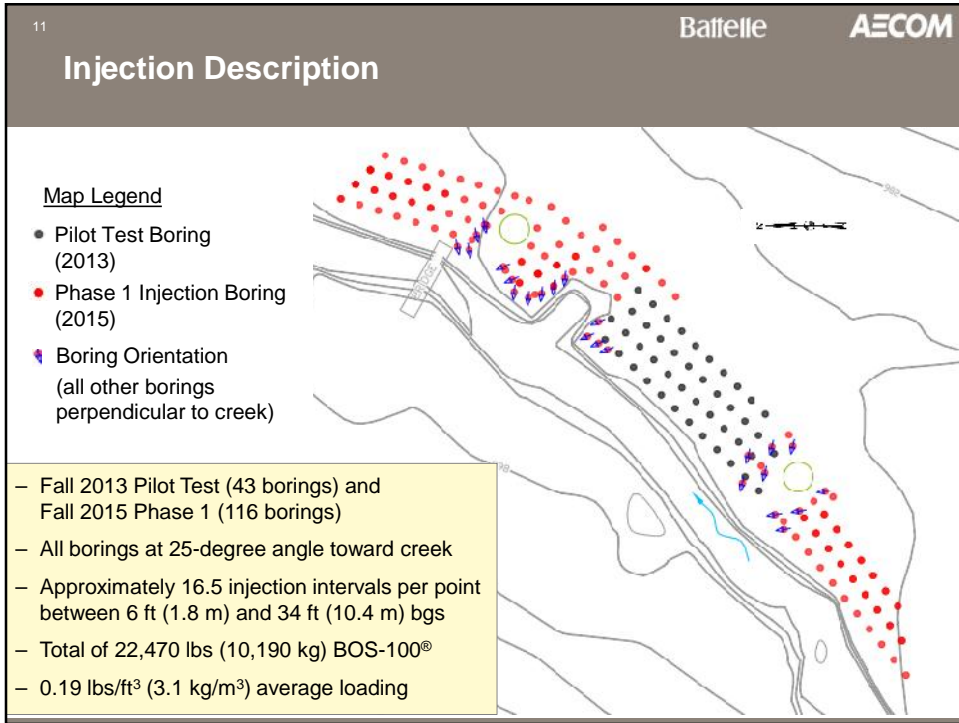 11
Battelle
AECOM
Injection Description
Map Legend
Pilot Test Boring
(2013)
Phase 1 Injection Boring
(2015)
Boring Orientation
(all other borings
perpendicular to creek)
BRIDGE
982
– Fall 2013 Pilot Test (43 borings) and
Fall 2015 Phase 1 (116 borings)
– All borings at 25-degree angle toward creek
– Approximately 16.5 injection intervals per point
between 6 ft (1.8 m) and 34 ft (10.4 m) bgs
– Total of 22,470 lbs (10,190 kg) BOS-100®
– 0.19 lbs/ft³ (3.1 kg/m³) average loading